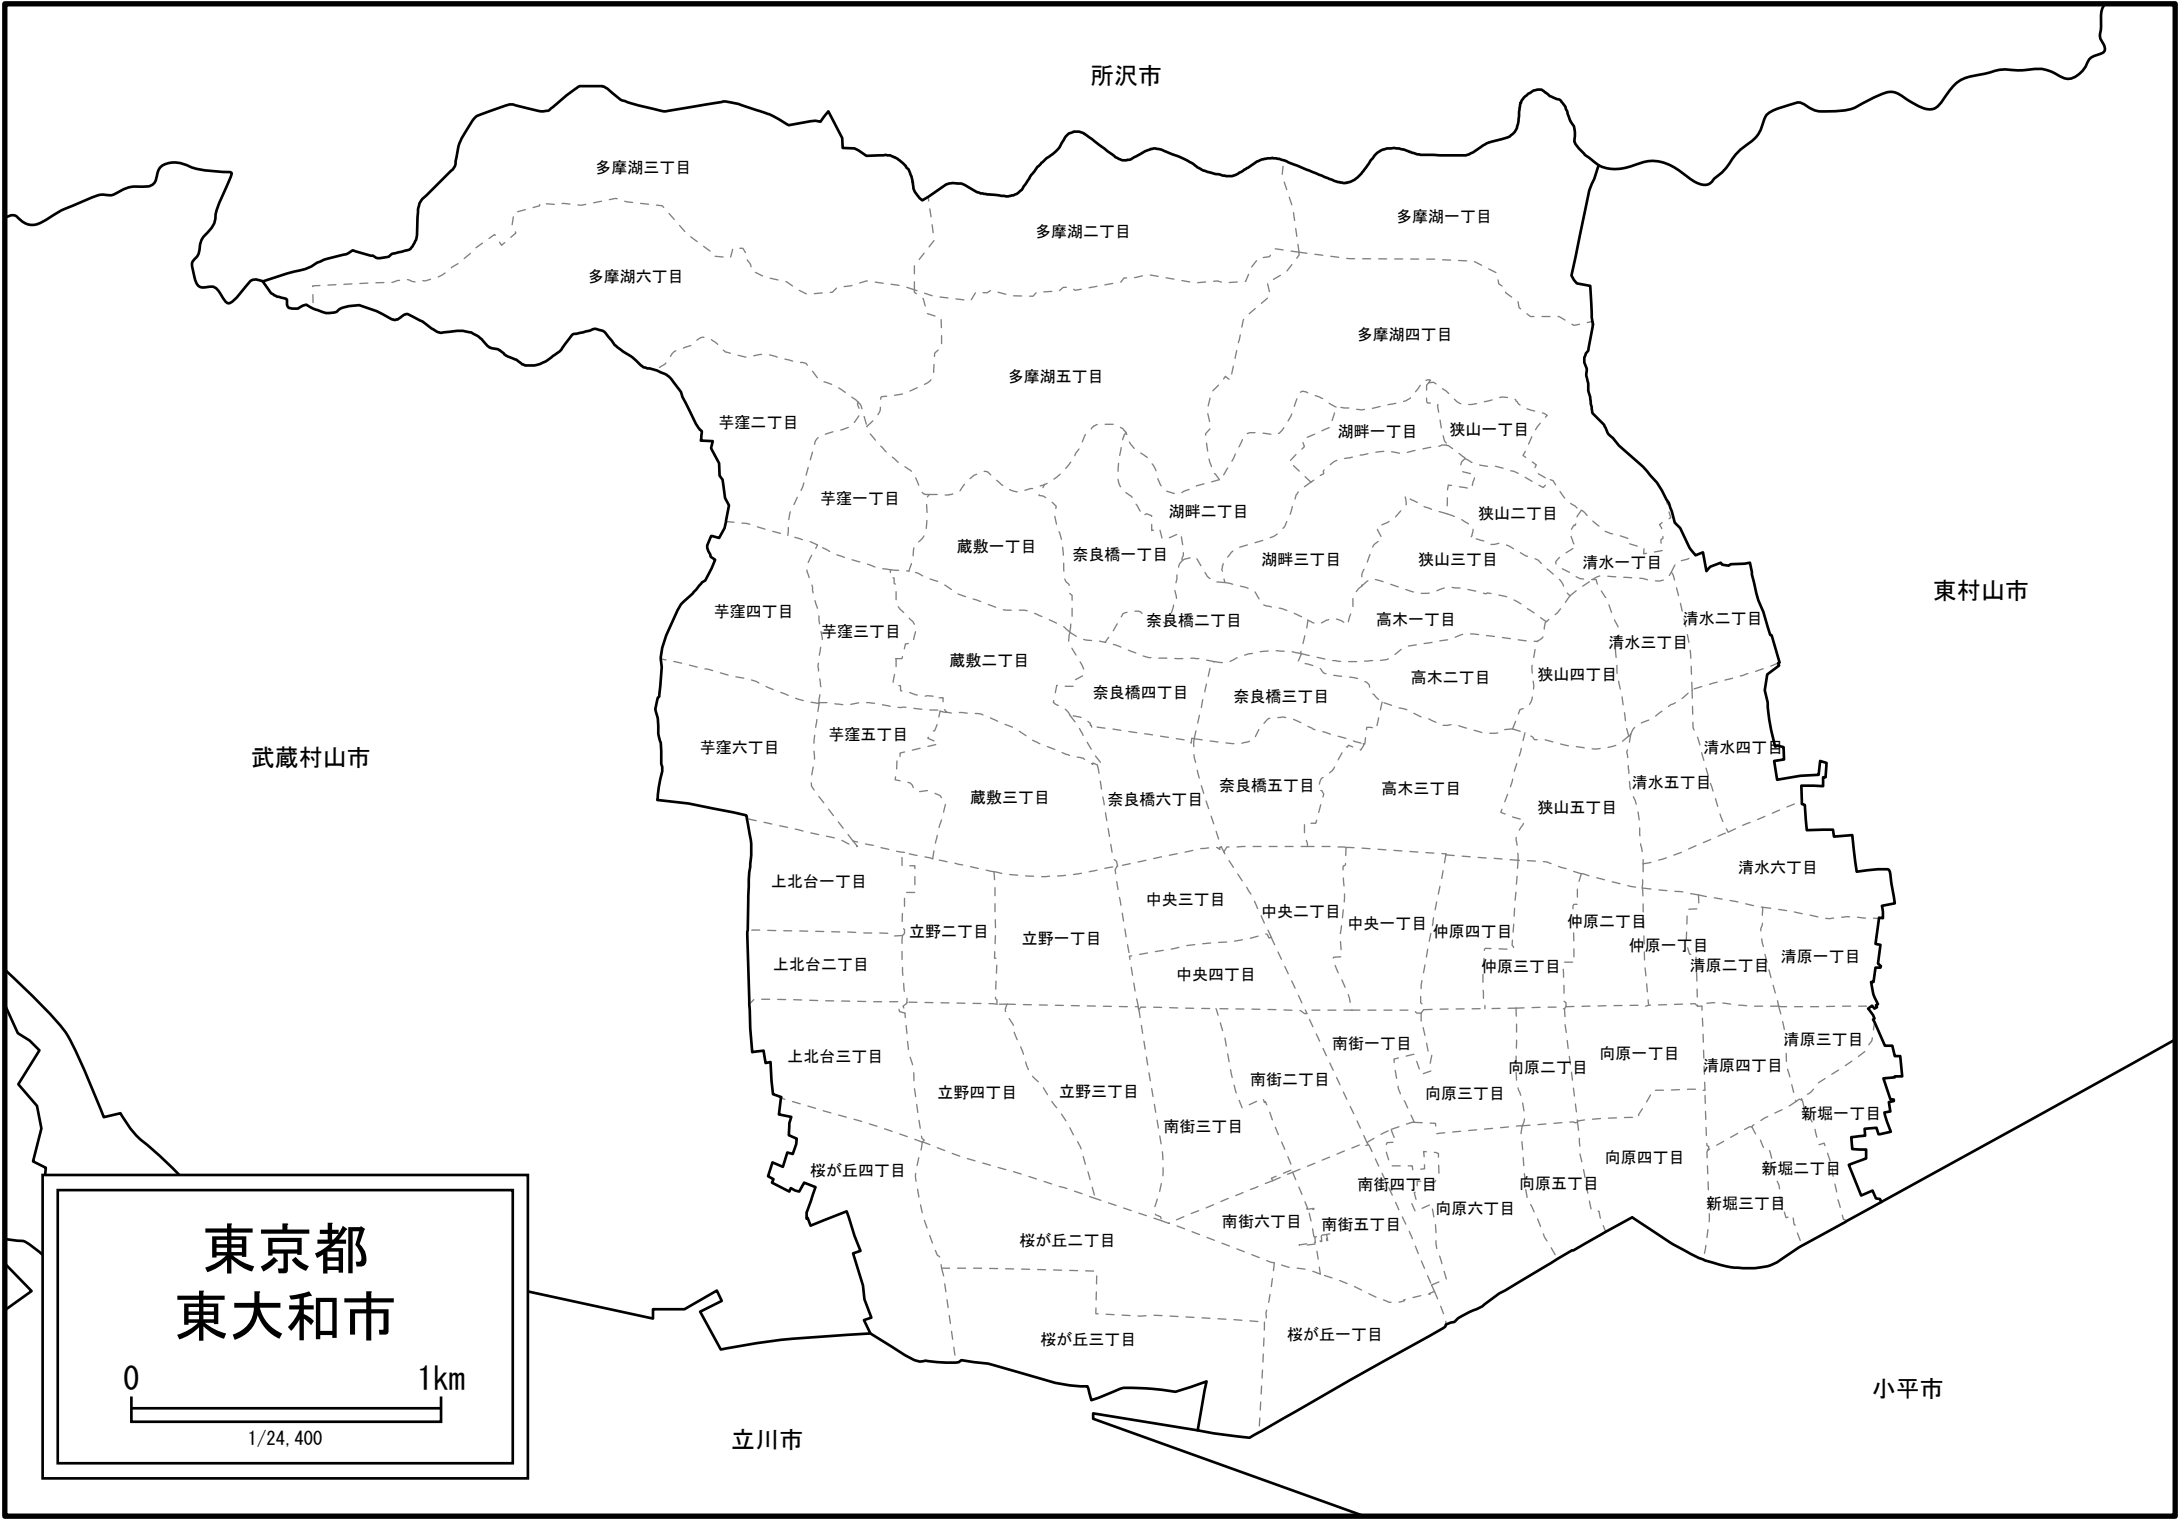 所沢市
多摩湖三丁目
多摩湖二丁目
多摩湖一丁目
多摩湖六丁目
多摩湖四丁目
多摩湖五丁目
芋窪二丁目
湖畔一丁目
狭山一丁目
芋窪一丁目
湖畔二丁目
狭山二丁目
蔵敷一丁目
奈良橋一丁目
湖畔三丁目
狭山三丁目
清水一丁目
東村山市
芋窪四丁目
芋窪三丁目
奈良橋二丁目
高木一丁目
清水二丁目
清水三丁目
蔵敷二丁目
奈良橋四丁目
奈良橋三丁目
高木二丁目
狭山四丁目
武蔵村山市
芋窪六丁目
芋窪五丁目
清水四丁目
蔵敷三丁目
奈良橋六丁目
奈良橋五丁目
高木三丁目
狭山五丁目
清水五丁目
上北台一丁目
清水六丁目
中央三丁目
中央二丁目
中央一丁目
仲原四丁目
仲原二丁目
立野二丁目
立野一丁目
仲原一丁目
上北台二丁目
中央四丁目
仲原三丁目
清原二丁目
清原一丁目
上北台三丁目
南街一丁目
向原二丁目
向原一丁目
清原四丁目
清原三丁目
立野四丁目
立野三丁目
南街二丁目
向原三丁目
南街三丁目
新堀一丁目
桜が丘四丁目
南街四丁目
向原五丁目
向原四丁目
新堀二丁目
南街六丁目
南街五丁目
向原六丁目
新堀三丁目
桜が丘二丁目
桜が丘三丁目
桜が丘一丁目
小平市
立川市
東京都
東大和市
0 1km
1/24,400